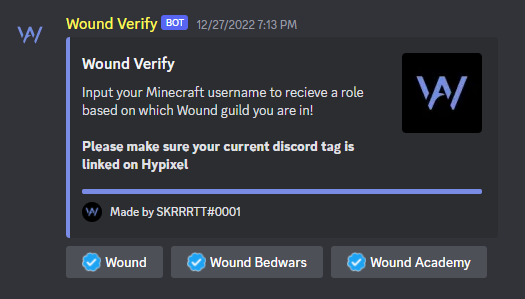 Wound Verify BOT 12/27/2022 7:13 PM
Wound Verify
Input your Minecraft username to recieve a role
based on which Wound guild you are in!
Please make sure your current discord tag is
linked on Hypixel
Made by SKRRRTT#0001
Wound Wound Bedwars Wound Academy